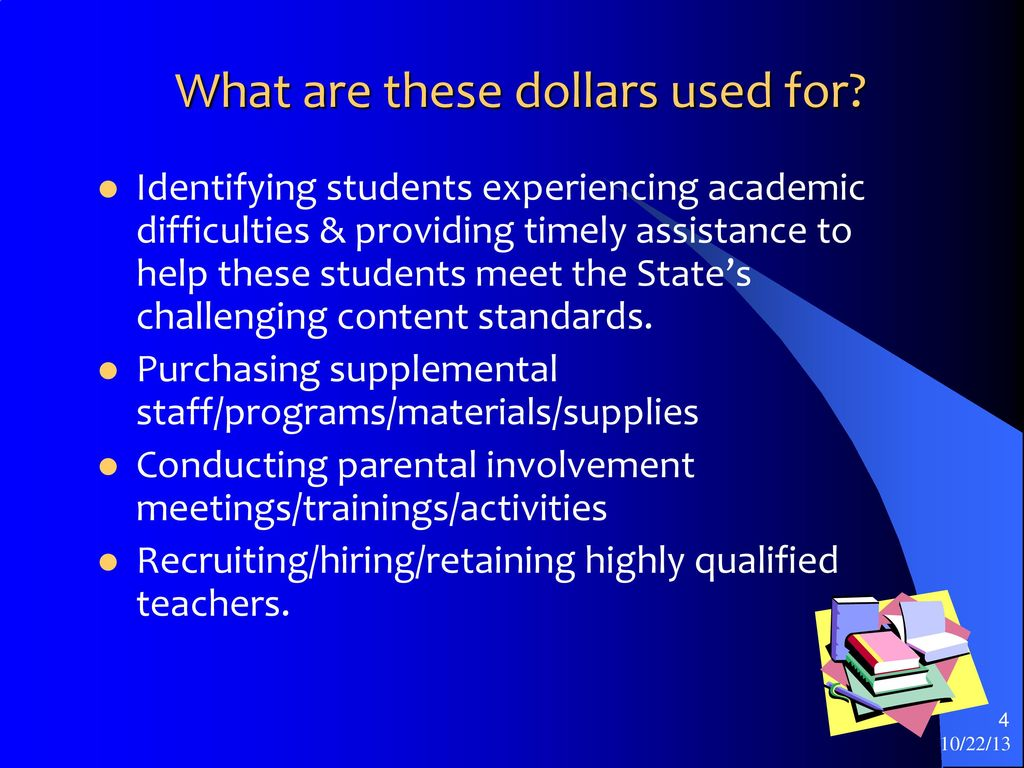 What are these dollars used for?
Identifying students experiencing academic
difficulties & providing timely assistance to
help these students meet the State’s
challenging content standards.
Purchasing supplemental
staff/programs/materials/supplies
Conducting parental involvement
meetings/trainings/activities
Recruiting/hiring/retaining highly qualified
teachers.
4
10/22/13